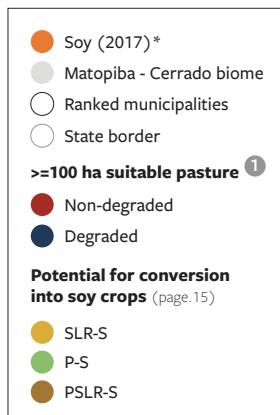 Soy (2017)*
Matopiba - Cerrado biome
Ranked municipalities
State border
>=100 ha suitable pasture 1
Non-degraded
Degraded
Potential for conversion
into soy crops (page.15)
SLR-S
P-S
PSLR-S